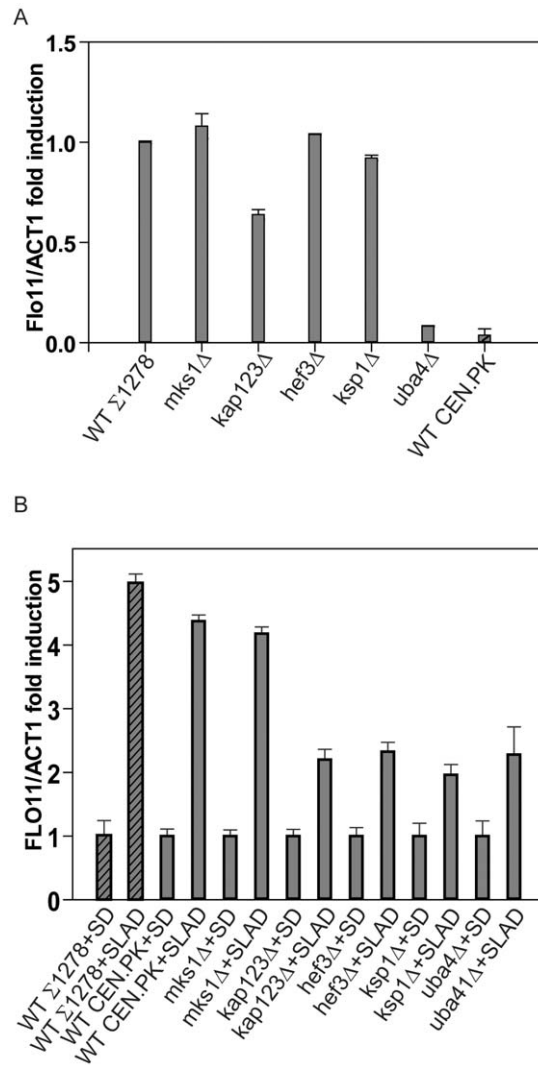 A
Flo11/ACT1 fold induction
1.5
1.0
0.5
0.0
WT Σ1278
mks1Δ
kap123Δ
hef3Δ
ksp1Δ
uba4Δ
WT CEN.PK
B
FLO11/ACT1 fold induction
5
4
3
2
1
0
WT Σ1278+SD
WT Σ1278+SLAD
WT CEN.PK+SD
WT CEN.PK+SLAD
mks1Δ+SD
mks1Δ+SLAD
kap123Δ+SD
kap123Δ+SLAD
hef3Δ+SD
hef3Δ+SLAD
ksp1Δ+SD
ksp1Δ+SLAD
uba4Δ+SD
uba41Δ+SLAD